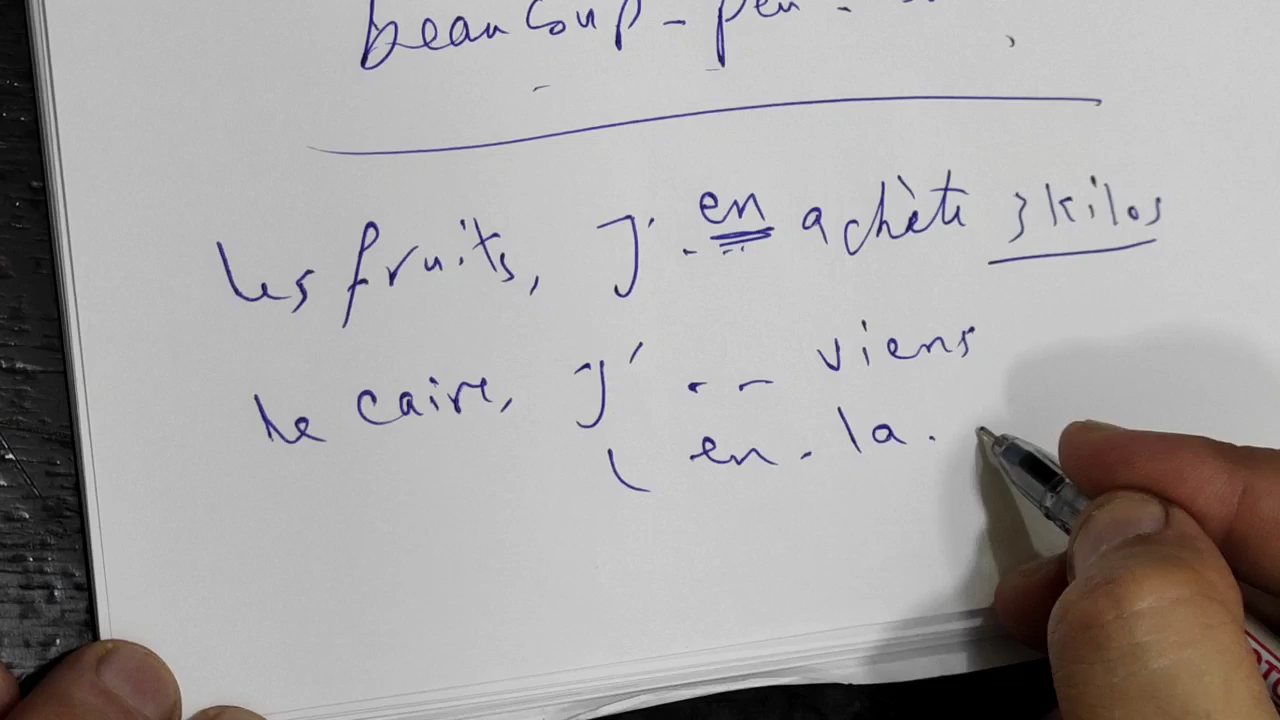 beaucoup - peu -
les fruits, J'. en achète 3 kilos
le caire, J' .. - viens
( en - la .